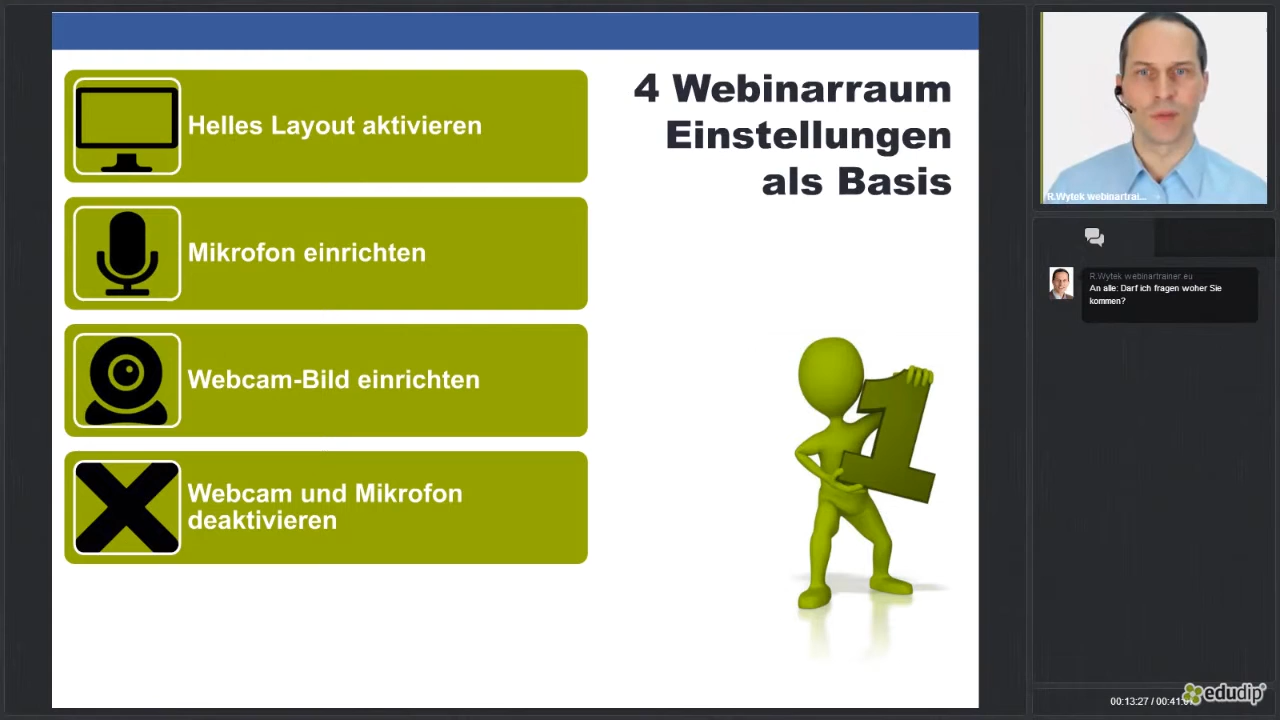 4 Webinarraum
Einstellungen
als Basis
Helles Layout aktivieren
Mikrofon einrichten
Webcam-Bild einrichten
Webcam und Mikrofon
deaktivieren
1
R.Wytek webinartrai...
R.Wytek webinartrainer.eu
An alle: Darf ich fragen woher Sie
kommen?
00:13:27 / 00:41:
edudip